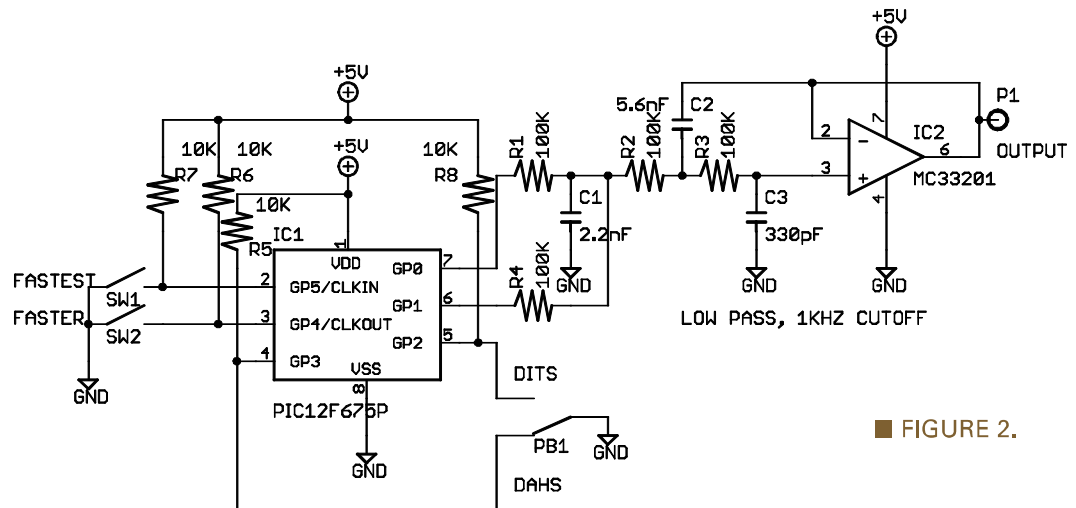 +5V
+5V
+5V
P1
OUTPUT
5.6nF
C2
IC2
MC33201
7
2
6
3
4
R1
100K
R2
100K
R3
100K
10K
R7
10K
R6
10K
R5
10K
R8
C1
2.2nF
C3
330pF
IC1
1
VDD
FASTEST
SW1
2
GP5/CLKIN
GP0
7
FASTER
SW2
3
GP4/CLKOUT
GP1
6
R4
100K
4
GP3
GP2
5
VSS
8
PIC12F675P
GND
GND
GND
GND
GND
GND
LOW PASS, 1KHZ CUTOFF
DITS
PB1
DAHS
■ FIGURE 2.